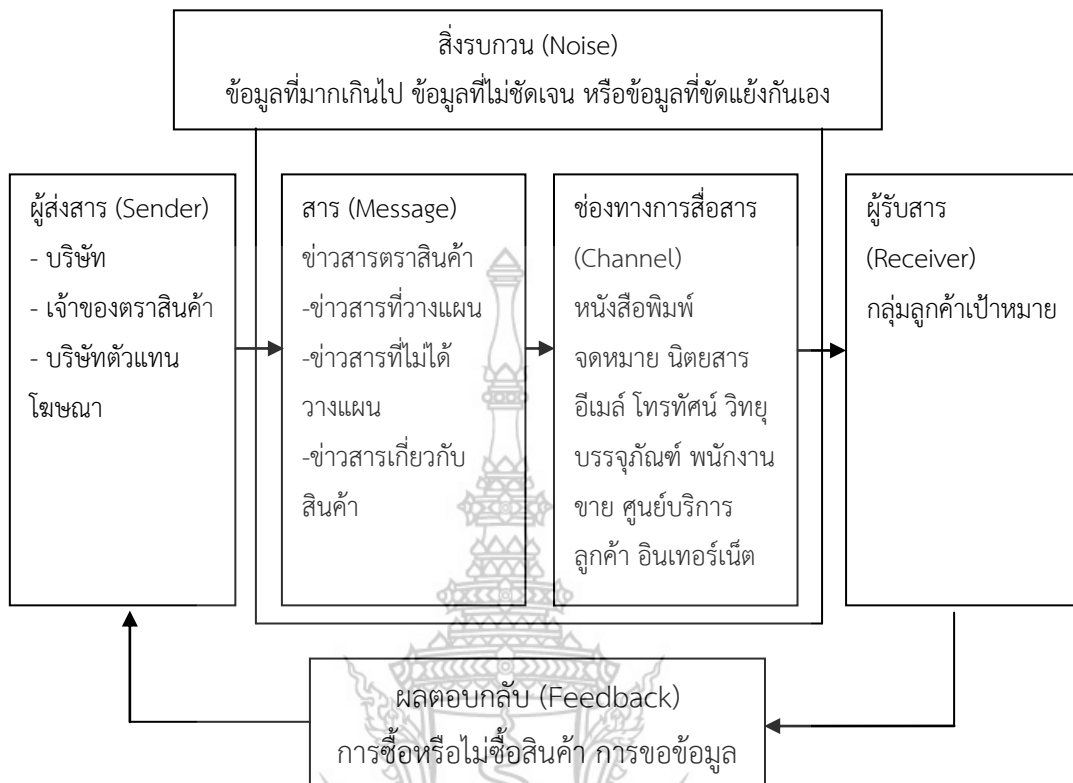 สิ่งรบกวน (Noise)
ข้อมูลที่มากเกินไป ข้อมูลที่ไม่ชัดเจน หรือข้อมูลที่ขัดแย้งกันเอง
ผู้ส่งสาร (Sender)
- บริษัท
- เจ้าของตราสินค้า
- บริษัทตัวแทน
โฆษณา
สาร (Message)
ข่าวสารตราสินค้า
-ข่าวสารที่วางแผน
-ข่าวสารที่ไม่ได้
วางแผน
-ข่าวสารเกี่ยวกับ
สินค้า
ช่องทางการสื่อสาร
(Channel)
หนังสือพิมพ์
จดหมาย นิตยสาร
อีเมล์ โทรทัศน์ วิทยุ
บรรจุภัณฑ์ พนักงาน
ขาย ศูนย์บริการ
ลูกค้า อินเทอร์เน็ต
ผู้รับสาร
(Receiver)
กลุ่มลูกค้าเป้าหมาย
ผลตอบกลับ (Feedback)
การซื้อหรือไม่ซื้อสินค้า การขอข้อมูล